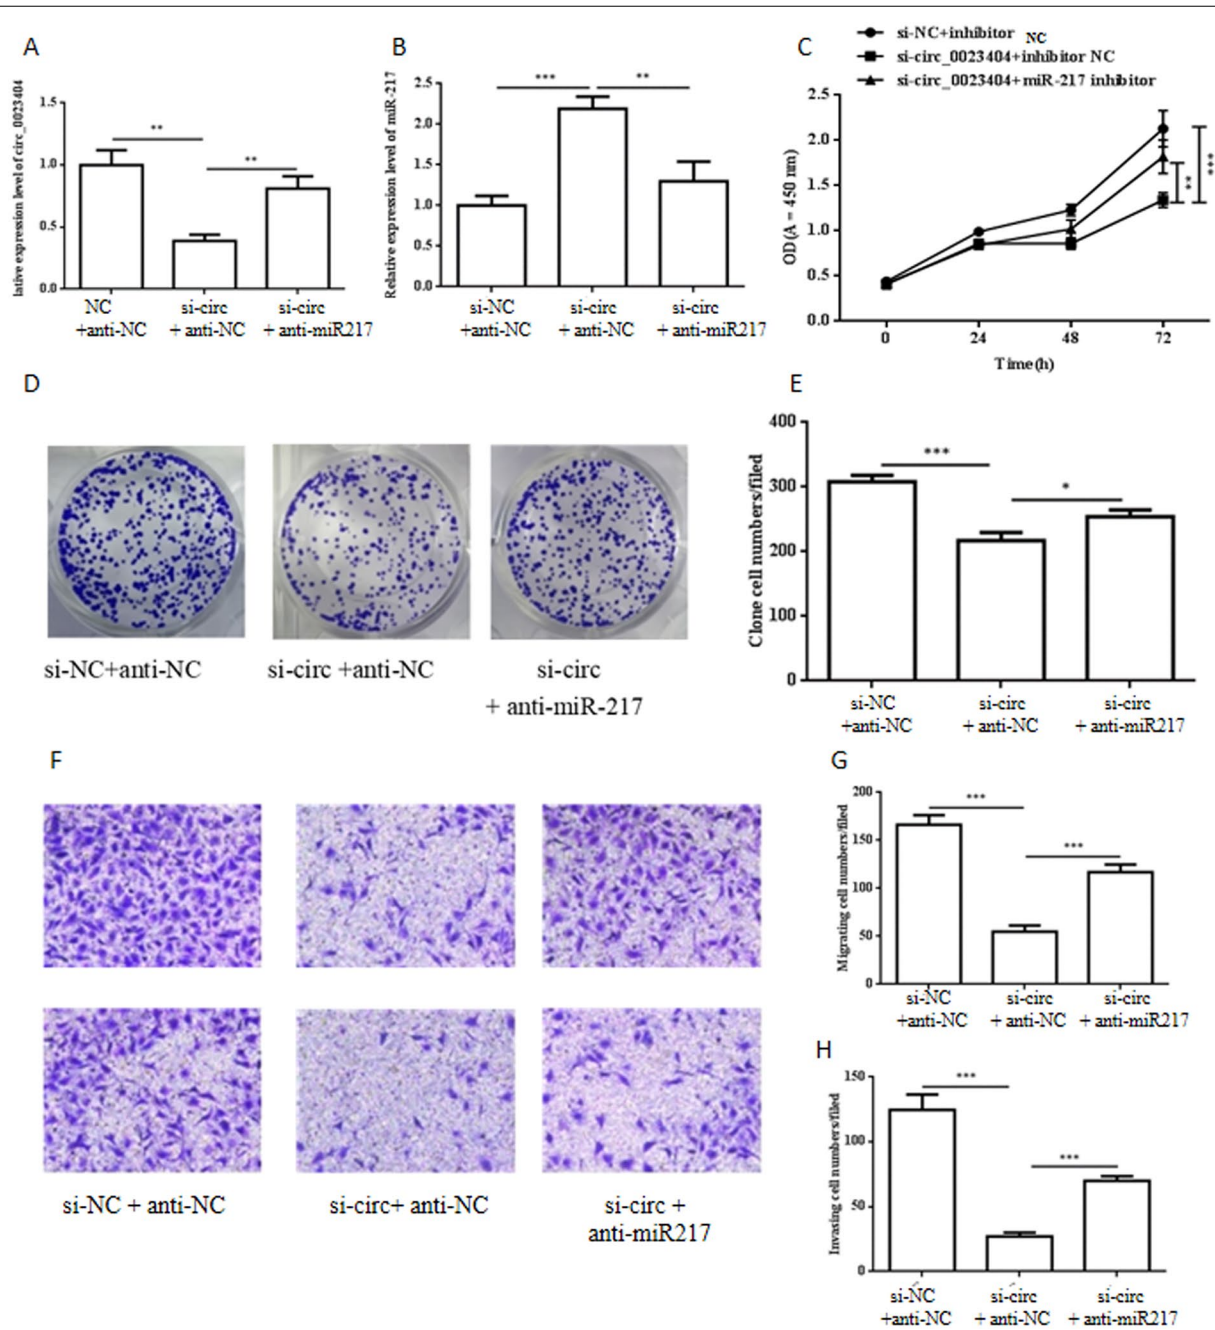 A
lative expression level of circ_0023404
1.5
1.0
0.5
0.0
**
**
NC
+anti-NC
si-circ
+ anti-NC
si-circ
+ anti-miR217
B
Relative expression level of miR-217
2.5
2.0
1.5
1.0
0.5
0.0
***
**
si-NC
+anti-NC
si-circ
+ anti-NC
si-circ
+ anti-miR217
C
si-NC+inhibitor NC
si-circ_0023404+inhibitor NC
si-circ_0023404+miR-217 inhibitor
OD(A = 450 nm)
2.5
2.0
1.5
1.0
0.5
0.0
**
***
0
24
48
72
Time(h)
D
si-NC+anti-NC
si-circ +anti-NC
si-circ
+ anti-miR-217
E
Clone cell numbers/filed
400
300
200
100
0
***
*
si-NC
+anti-NC
si-circ
+ anti-NC
si-circ
+ anti-miR217
F
si-NC + anti-NC
si-circ+ anti-NC
si-circ +
anti-miR217
G
Migrating cell numbers/filed
200
150
100
50
0
***
***
si-NC
+anti-NC
si-circ
+ anti-NC
si-circ
+ anti-miR217
H
Invasing cell numbers/filed
150
100
50
0
***
***
si-NC
+anti-NC
si-circ
+ anti-NC
si-circ
+ anti-miR217